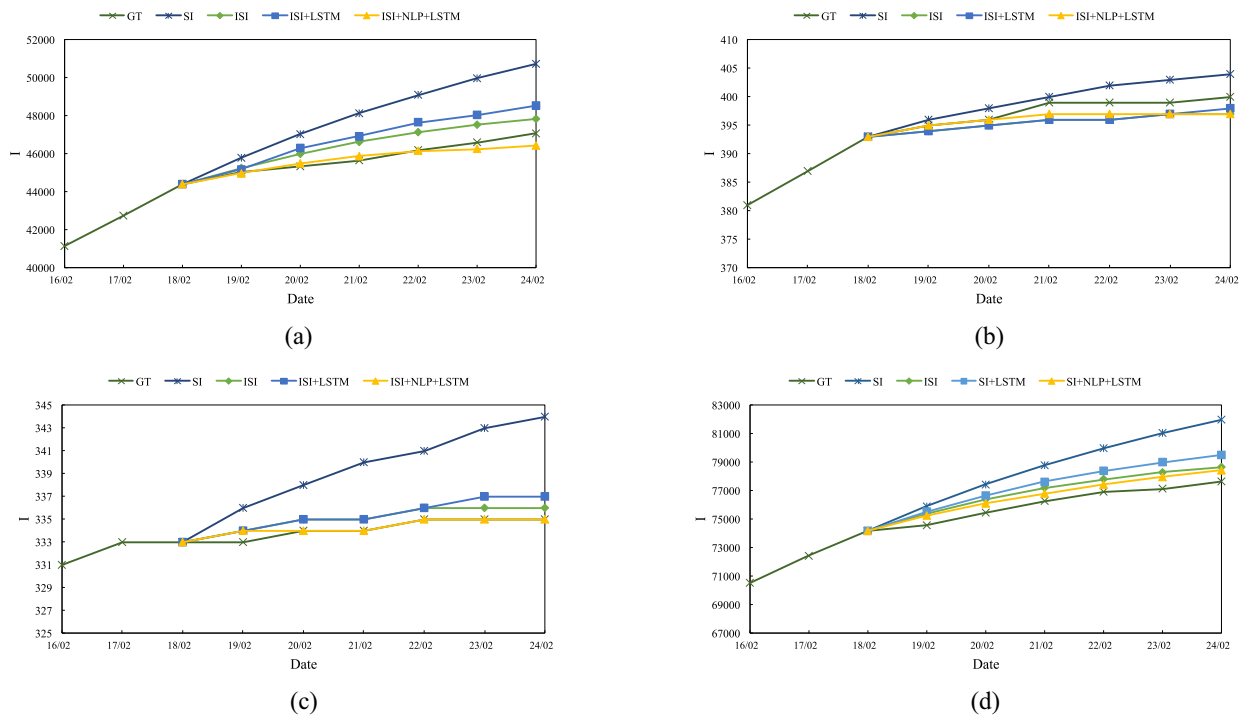 GT SI ISI ISI+LSTM ISI+NLP+LSTM
52000
50000
48000
46000
44000
42000
40000
I
16/02 17/02 18/02 19/02 20/02 21/02 22/02 23/02 24/02
Date
(a)
GT SI ISI ISI+LSTM ISI+NLP+LSTM
410
405
400
395
390
385
380
375
370
I
16/02 17/02 18/02 19/02 20/02 21/02 22/02 23/02 24/02
Date
(b)
GT SI ISI ISI+LSTM ISI+NLP+LSTM
345
343
341
339
337
335
333
331
329
327
325
I
16/02 17/02 18/02 19/02 20/02 21/02 22/02 23/02 24/02
Date
(c)
GT SI ISI SI+LSTM SI+NLP+LSTM
83000
81000
79000
77000
75000
73000
71000
69000
67000
I
16/02 17/02 18/02 19/02 20/02 21/02 22/02 23/02 24/02
Date
(d)